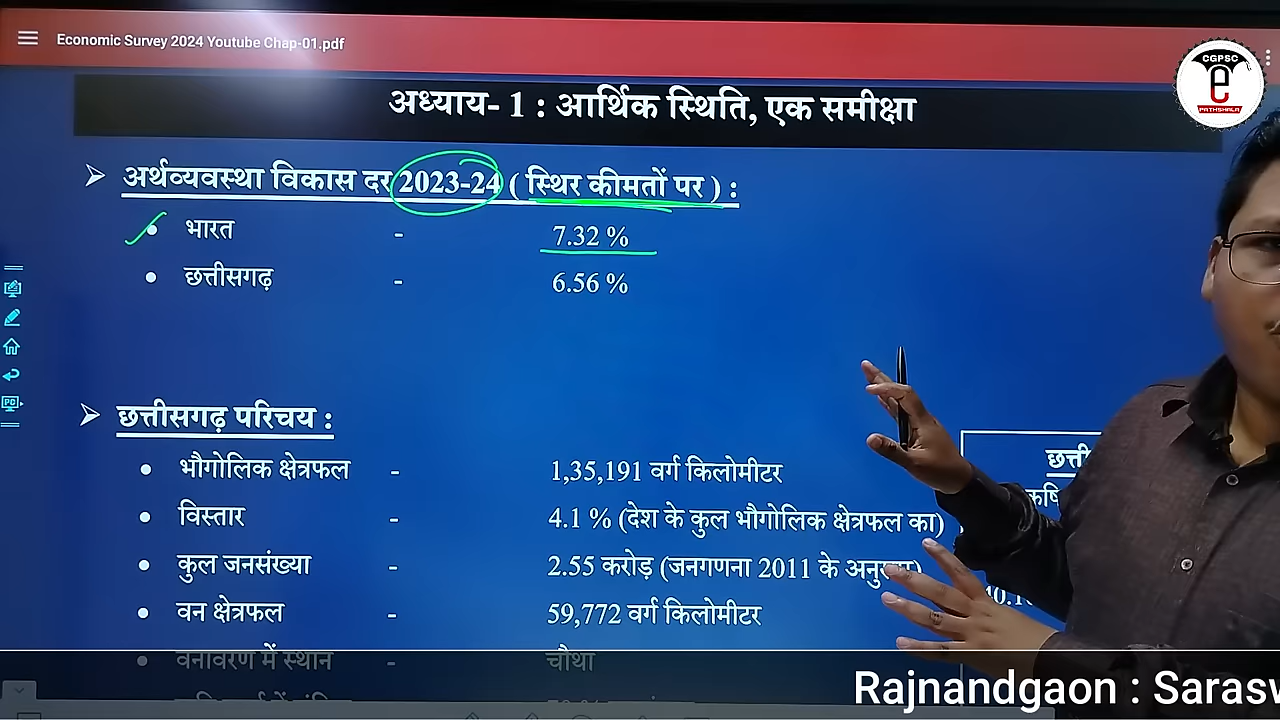 Economic Survey 2024 Youtube Chap-01.pdf
CGPSC
e
PATHSHALA
अध्याय- 1 : आर्थिक स्थिति, एक समीक्षा
अर्थव्यवस्था विकास दर 2023-24 ( स्थिर कीमतों पर ) :
भारत - 7.32 %
छत्तीसगढ़ - 6.56 %
छत्तीसगढ़ परिचय :
भौगोलिक क्षेत्रफल - 1,35,191 वर्ग किलोमीटर
विस्तार - 4.1 % (देश के कुल भौगोलिक क्षेत्रफल का)
कुल जनसंख्या - 2.55 करोड़ (जनगणना 2011 के
वन क्षेत्रफल - 59,772 वर्ग किलोमीटर
वनावरण में स्थान - चौथा
Rajnandgaon :